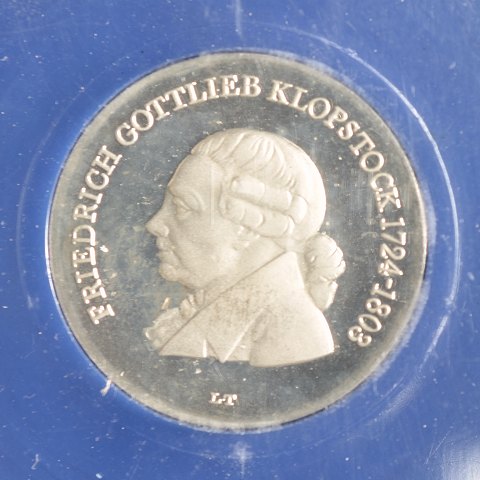 FRIEDRICH GOTTLIEB KLOPSTOCK 1724-1803
LT